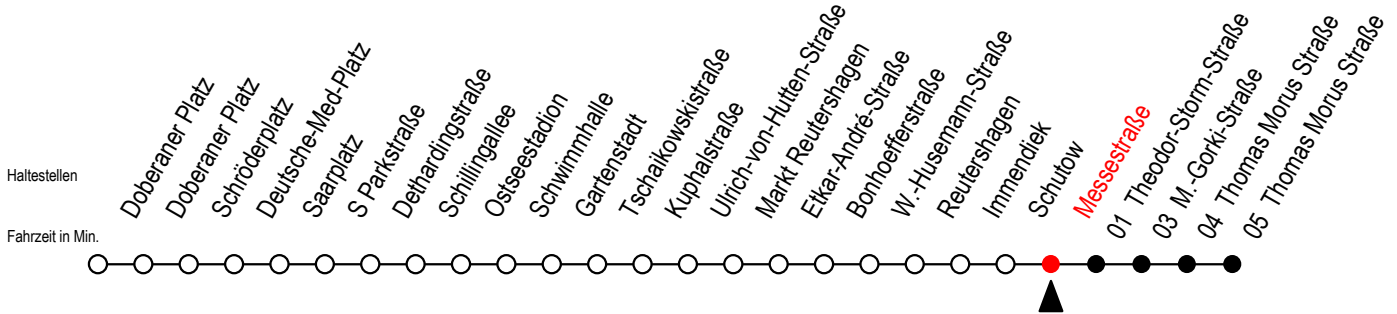 Haltestellen
Fahrzeit in Min.
Doberaner Platz
Doberaner Platz
Schröderplatz
Deutsche-Med-Platz
Saarplatz
S Parkstraße
Dethardingstraße
Schillingallee
Ostseestadion
Schwimmhalle
Gartenstadt
Tschaikowskistraße
Kuphalstraße
Ulrich-von-Hutten-Straße
Markt Reutershagen
Etkar-André-Straße
Bonhoefferstraße
W.-Husemann-Straße
Reutershagen
Immendiek
Schutow
Messestraße
01 Theodor-Storm-Straße
03 M.-Gorki-Straße
04 Thomas Morus Straße
05 Thomas Morus Straße